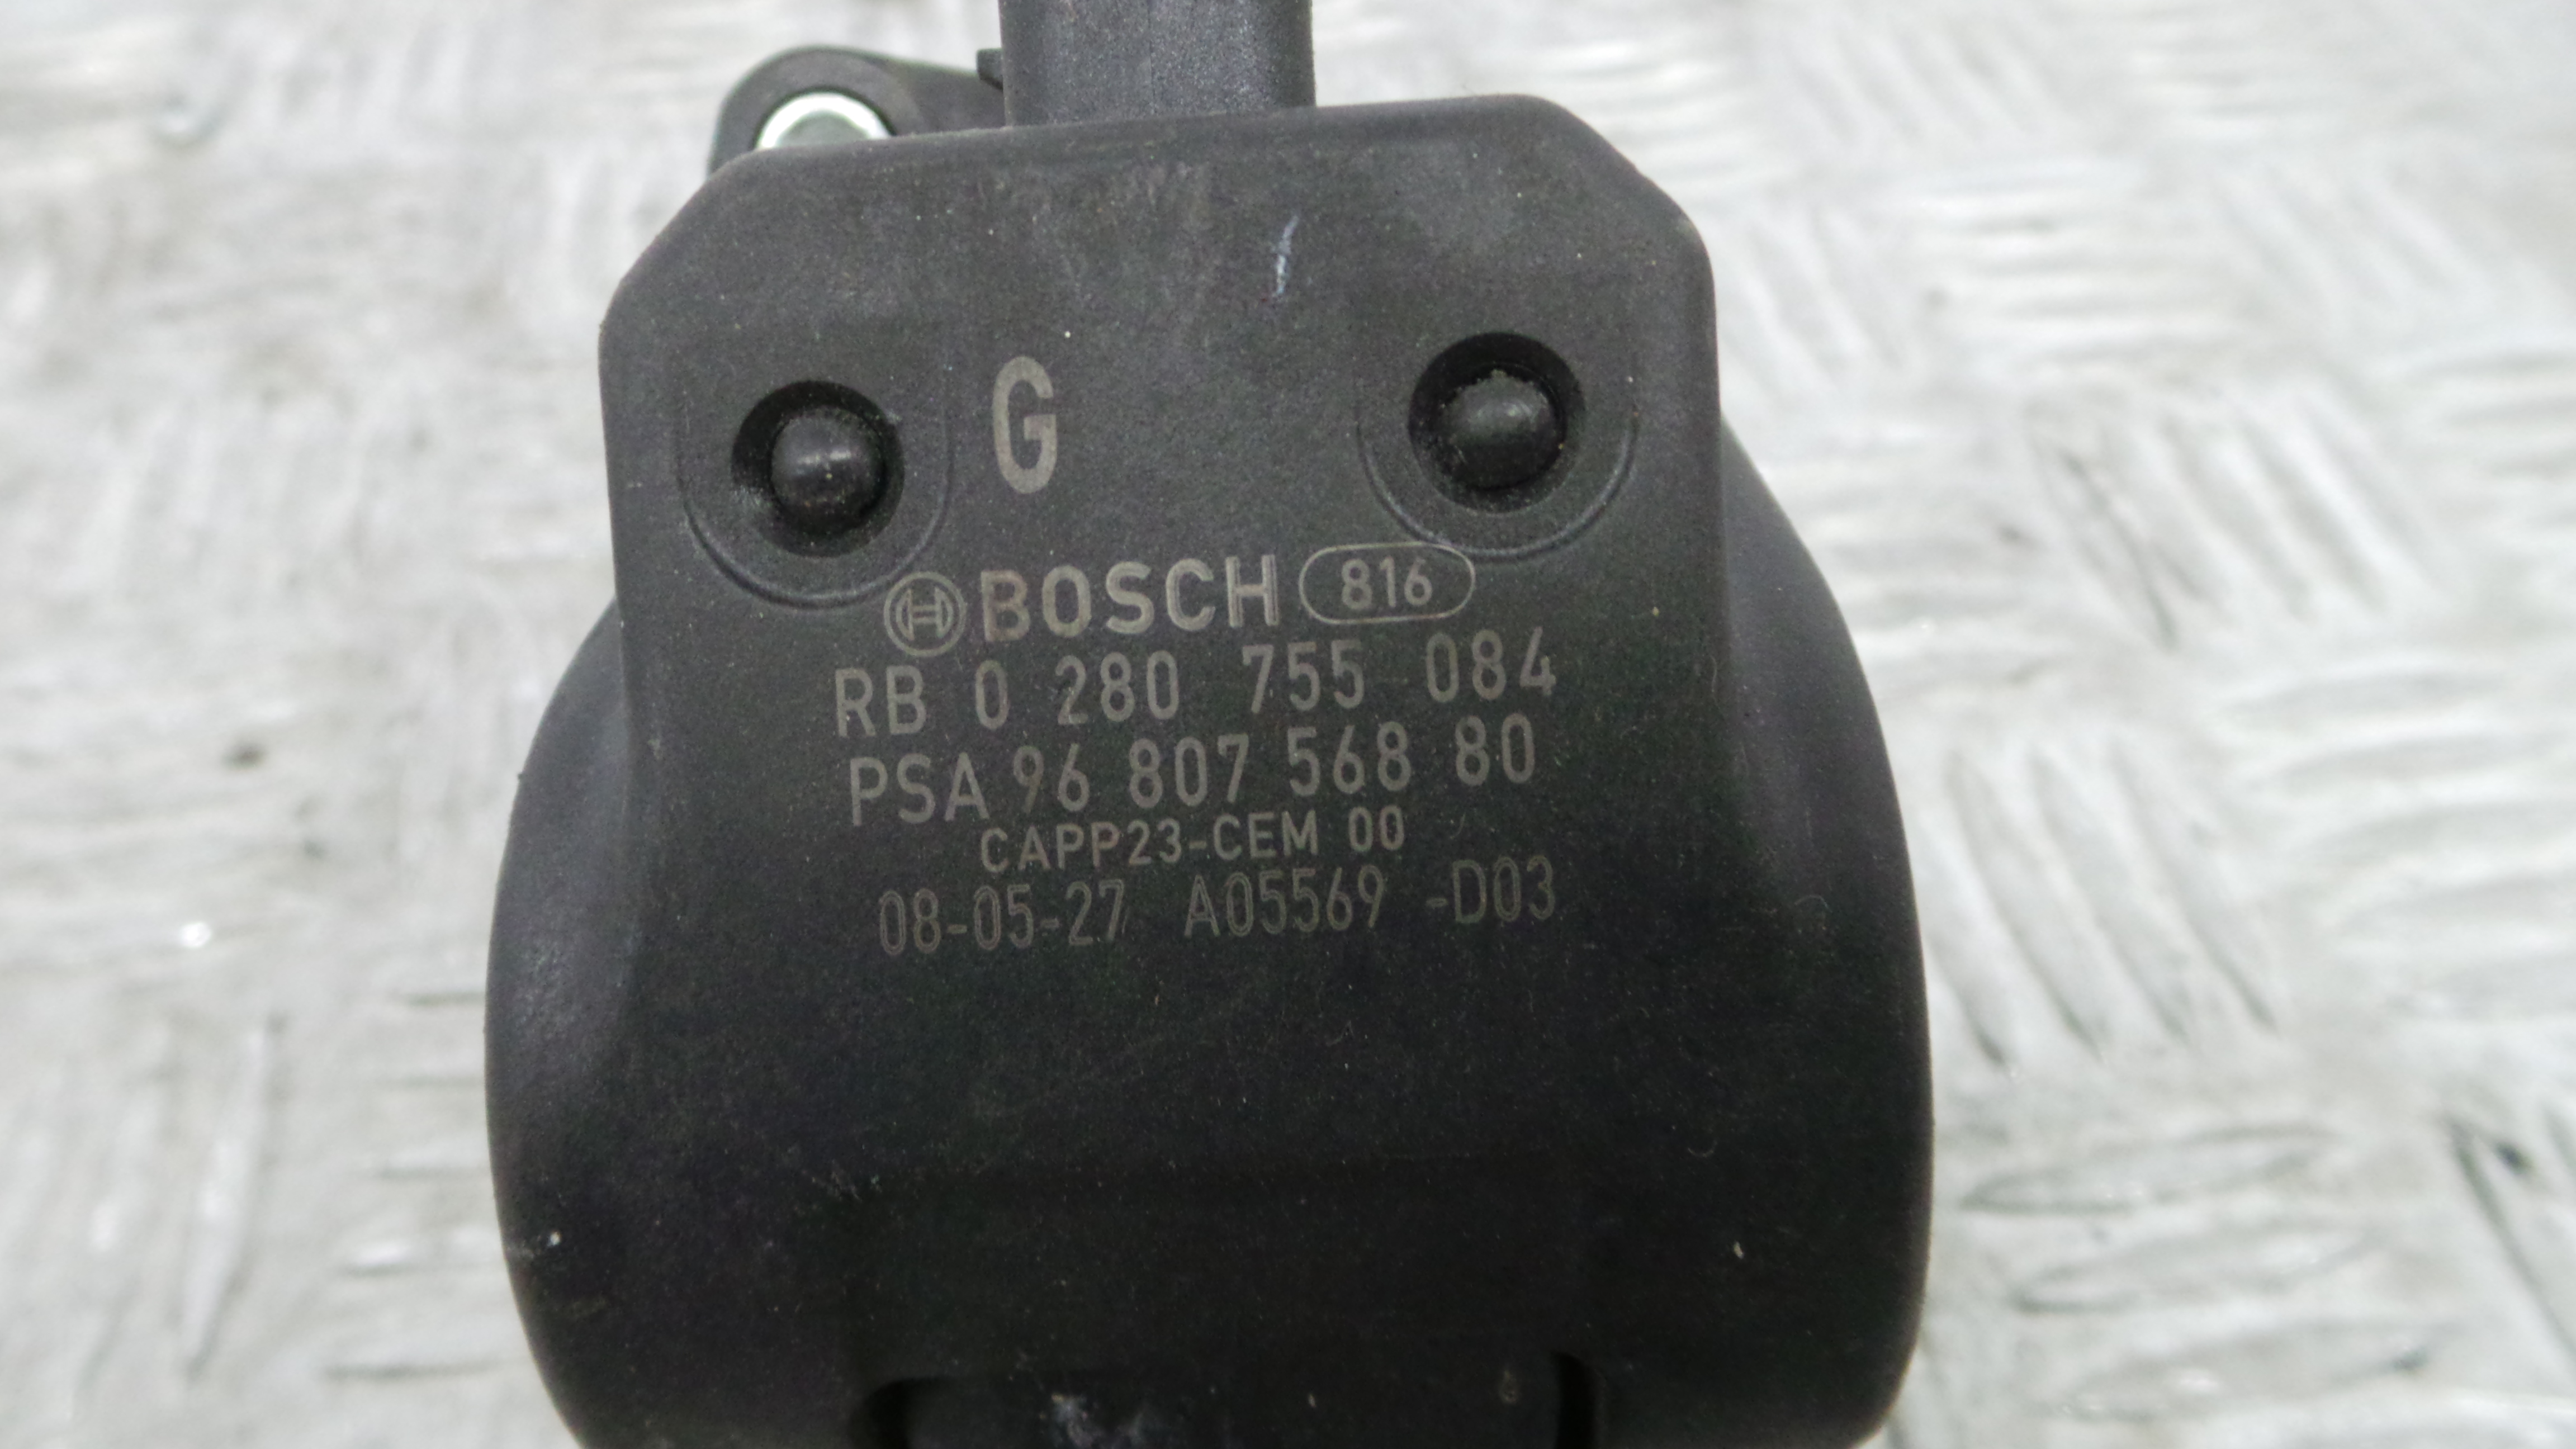 G
BOSCH 816
RB 0 280 755 084
PSA 96 807 568 80
CAPP23-CEM 00
08-05-27 A05569 -D03